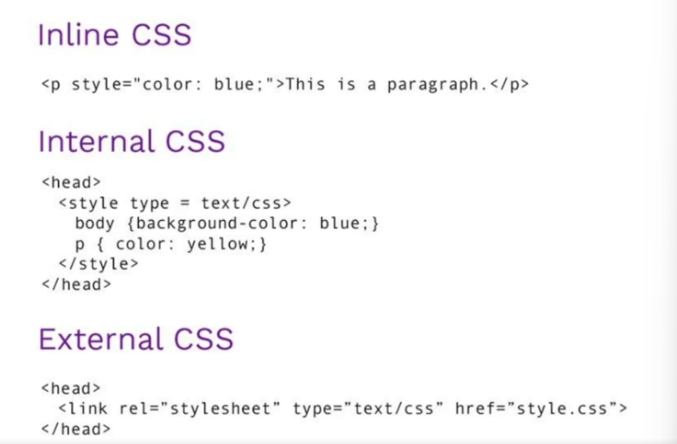 Inline CSS
<p style="color: blue;">This is a paragraph.</p>
Internal CSS
<head>
<style type = text/css>
body {background-color: blue;}
p { color: yellow;}
</style>
</head>
External CSS
<head>
<link rel=”stylesheet” type=”text/css” href=”style.css”>
</head>